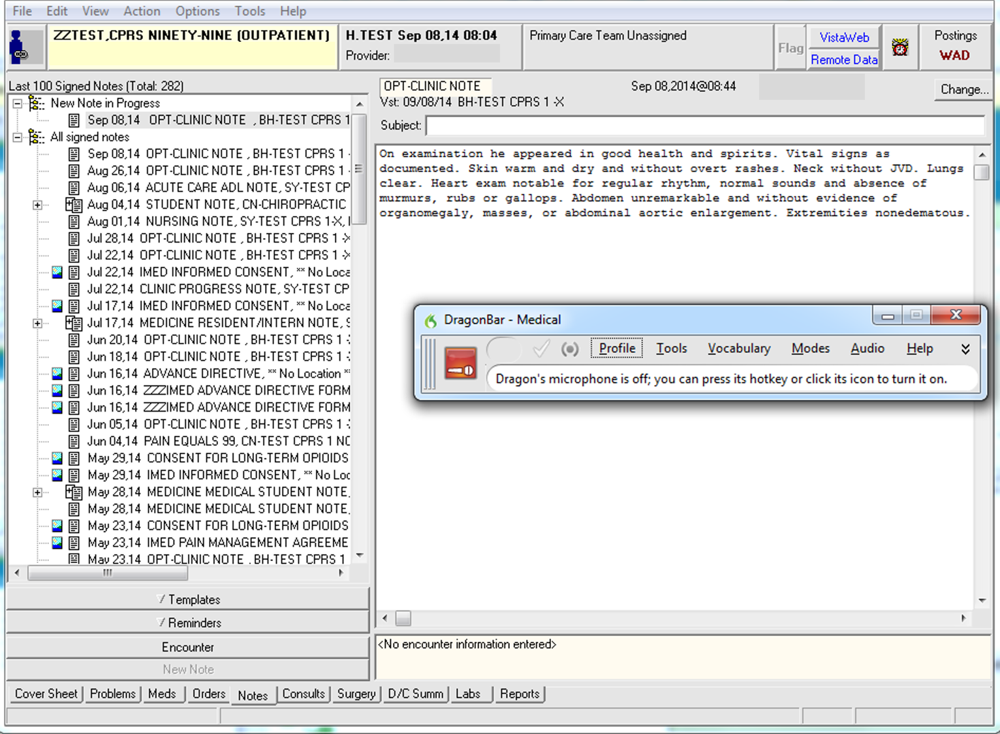 File Edit View Action Options Tools Help
ZZTEST,CPRS NINETY-NINE (OUTPATIENT)
H.TEST Sep 08,14 08:04
Provider:
Primary Care Team Unassigned
Flag
VistaWeb
Remote Data
Postings
WAD
Last 100 Signed Notes (Total: 282)
New Note in Progress
Sep 08,14 OPT-CLINIC NOTE , BH-TEST CPRS 1
All signed notes
Sep 08,14 OPT-CLINIC NOTE , BH-TEST CPRS 1 -
Aug 26,14 OPT-CLINIC NOTE , BH-TEST CPRS 1 -
Aug 06,14 ACUTE CARE ADL NOTE, SY-TEST CP
Aug 04,14 STUDENT NOTE, CN-CHIROPRACTIC
Aug 01,14 NURSING NOTE, SY-TEST CPRS 1-X,
Jul 28,14 OPT-CLINIC NOTE , BH-TEST CPRS 1 -X
Jul 22,14 OPT-CLINIC NOTE , BH-TEST CPRS 1 -X
Jul 22,14 IMED INFORMED CONSENT, ** No Loca
Jul 22,14 CLINIC PROGRESS NOTE, SY-TEST CP
Jul 17,14 IMED INFORMED CONSENT, ** No Loca
Jul 17,14 MEDICINE RESIDENT/INTERN NOTE, S
Jun 20,14 OPT-CLINIC NOTE , BH-TEST CPRS 1
Jun 18,14 OPT-CLINIC NOTE , BH-TEST CPRS 1
Jun 16,14 ADVANCE DIRECTIVE, ** No Location **
Jun 16,14 ZZZIMED ADVANCE DIRECTIVE FORM
Jun 16,14 ZZZIMED ADVANCE DIRECTIVE FORM
Jun 05,14 OPT-CLINIC NOTE , BH-TEST CPRS 1
Jun 04,14 PAIN EQUALS 99, CN-TEST CPRS 1 NO
May 29,14 CONSENT FOR LONG-TERM OPIOIDS
May 29,14 IMED INFORMED CONSENT, ** No Loc
May 28,14 MEDICINE MEDICAL STUDENT NOTE,
May 28,14 MEDICINE MEDICAL STUDENT NOTE,
May 23,14 CONSENT FOR LONG-TERM OPIOIDS
May 23,14 IMED PAIN MANAGEMENT AGREEME
May 23,14 OPT-CLINIC NOTE , BH-TEST CPRS 1
Templates
Reminders
Encounter
New Note
OPT-CLINIC NOTE
Sep 08,2014@08:44
Change...
Vst: 09/08/14 BH-TEST CPRS 1 -X
Subject:
On examination he appeared in good health and spirits. Vital signs as
documented. Skin warm and dry and without overt rashes. Neck without JVD. Lungs
clear. Heart exam notable for regular rhythm, normal sounds and absence of
murmurs, rubs or gallops. Abdomen unremarkable and without evidence of
organomegaly, masses, or abdominal aortic enlargement. Extremities nonedematous.
DragonBar - Medical
Profile Tools Vocabulary Modes Audio Help
Dragon's microphone is off; you can press its hotkey or click its icon to turn it on.
<No encounter information entered>
Cover Sheet Problems Meds Orders Notes Consults Surgery D/C Summ Labs Reports